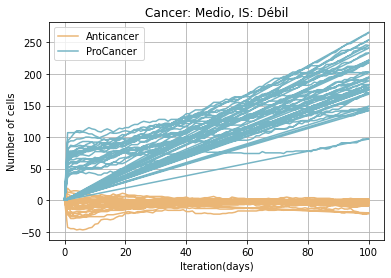 Cancer: Medio, IS: Débil
Anticancer
ProCancer
Number of cells
250
200
150
100
50
0
−50
0 20 40 60 80 100
Iteration(days)